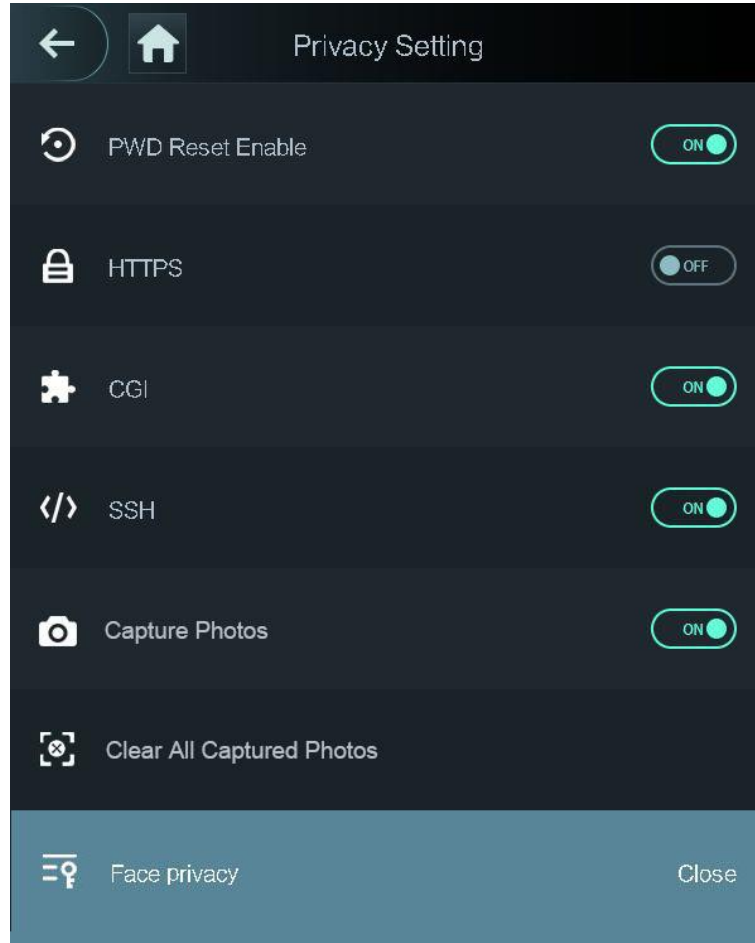 Privacy Setting
PWD Reset Enable ON
HTTPS OFF
CGI ON
SSH ON
Capture Photos ON
Clear All Captured Photos
Face privacy Close